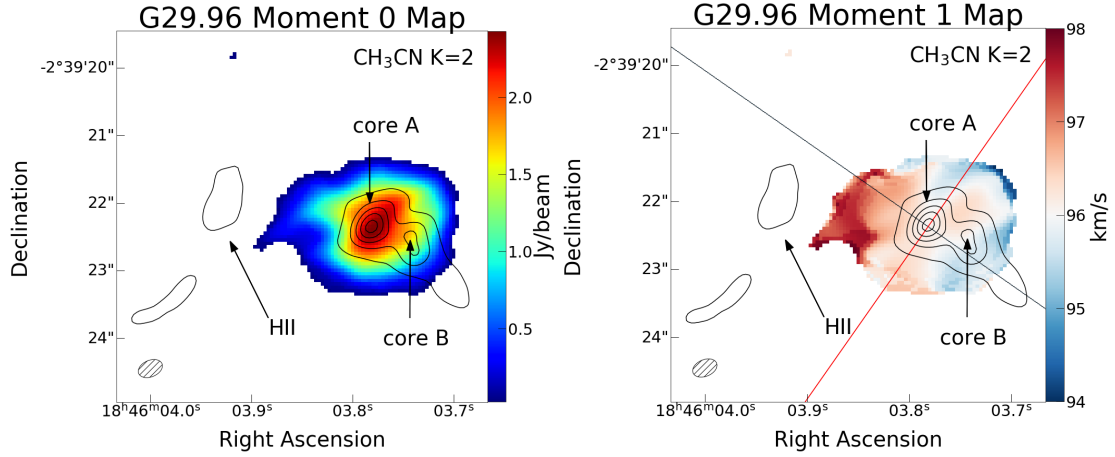 G29.96 Moment 0 Map
CH₃CN K=2
-2°39'20"
21"
22"
23"
24"
Declination
core A
core B
HII
2.0
1.5
1.0
0.5
Jy/beam
18ʰ46ᵐ04.0ˢ
03.9ˢ
03.8ˢ
03.7ˢ
Right Ascension
G29.96 Moment 1 Map
CH₃CN K=2
-2°39'20"
21"
22"
23"
24"
Declination
core A
core B
HII
98
97
96
95
94
km/s
18ʰ46ᵐ04.0ˢ
03.9ˢ
03.8ˢ
03.7ˢ
Right Ascension